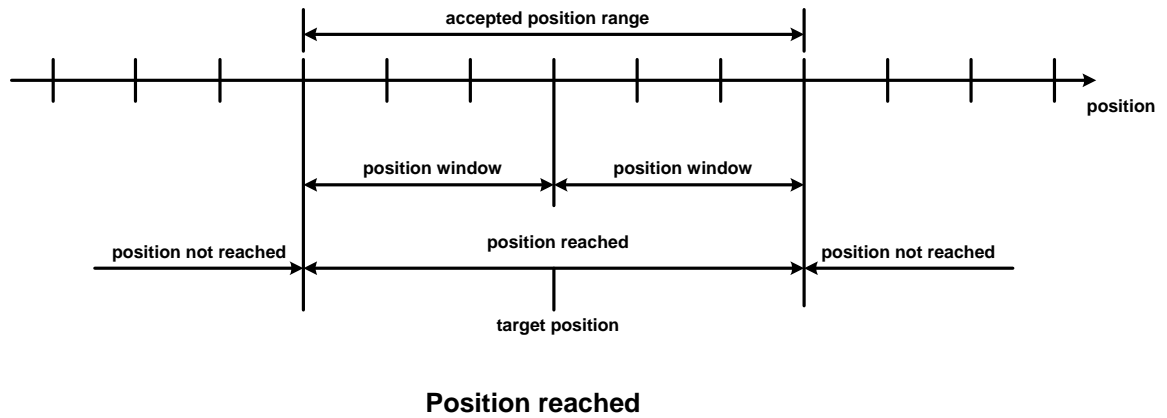 accepted position range
position
position window
position window
position not reached
position reached
position not reached
target position
Position reached